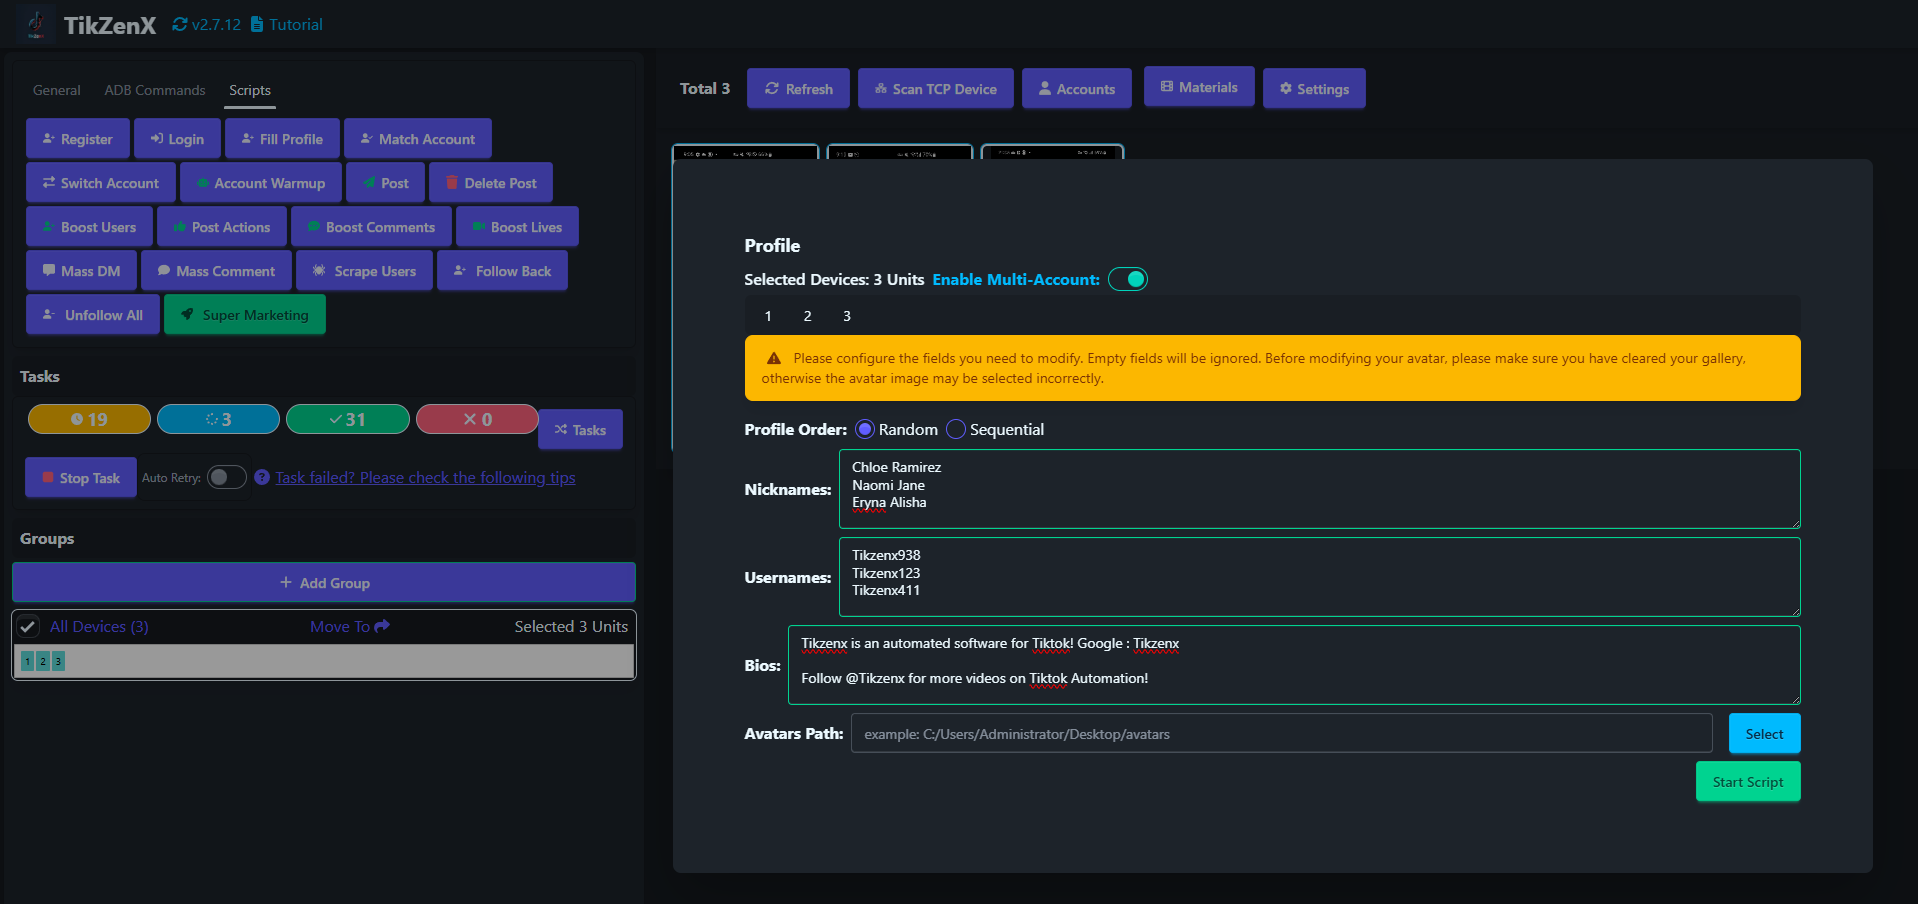 TikZenX v2.7.12 Tutorial
General ADB Commands Scripts
Register Login Fill Profile Match Account
Switch Account Account Warmup Post Delete Post
Boost Users Post Actions Boost Comments Boost Lives
Mass DM Mass Comment Scrape Users Follow Back
Unfollow All Super Marketing
Tasks
19 3 31 0 Tasks
Stop Task Auto Retry: Task failed? Please check the following tips
Groups
Add Group
All Devices (3) Move To Selected 3 Units
1 2 3
Total 3 Refresh Scan TCP Device Accounts Materials Settings
Profile
Selected Devices: 3 Units Enable Multi-Account:
1 2 3
Please configure the fields you need to modify. Empty fields will be ignored. Before modifying your avatar, please make sure you have cleared your gallery,
otherwise the avatar image may be selected incorrectly.
Profile Order: Random Sequential
Nicknames:
Chloe Ramirez
Naomi Jane
Eryna Alisha
Usernames:
Tikzenx938
Tikzenx123
Tikzenx411
Bios:
Tikzenx is an automated software for Tiktok! Google : Tikzenx
Follow @Tikzenx for more videos on Tiktok Automation!
Avatars Path: example: C:/Users/Administrator/Desktop/avatars Select
Start Script